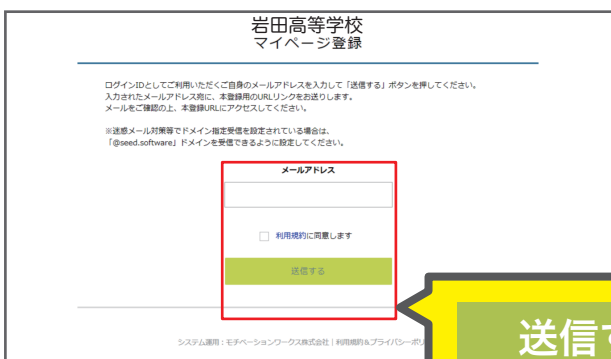 岩田高等学校
マイページ登録
ログインIDとしてご利用いただくご自身のメールアドレスを入力して「送信する」ボタンを押してください。
入力されたメールアドレス宛に、本登録用のURLリンクをお送りします。
メールをご確認の上、本登録URLにアクセスしてください。
※迷惑メール対策等でドメイン指定受信を設定されている場合は、
「@seed.software」ドメインを受信できるように設定してください。
メールアドレス
利用規約に同意します
送信する
送信す
システム運用：モチベーションワークス株式会社｜利用規約&プライバシーポリ